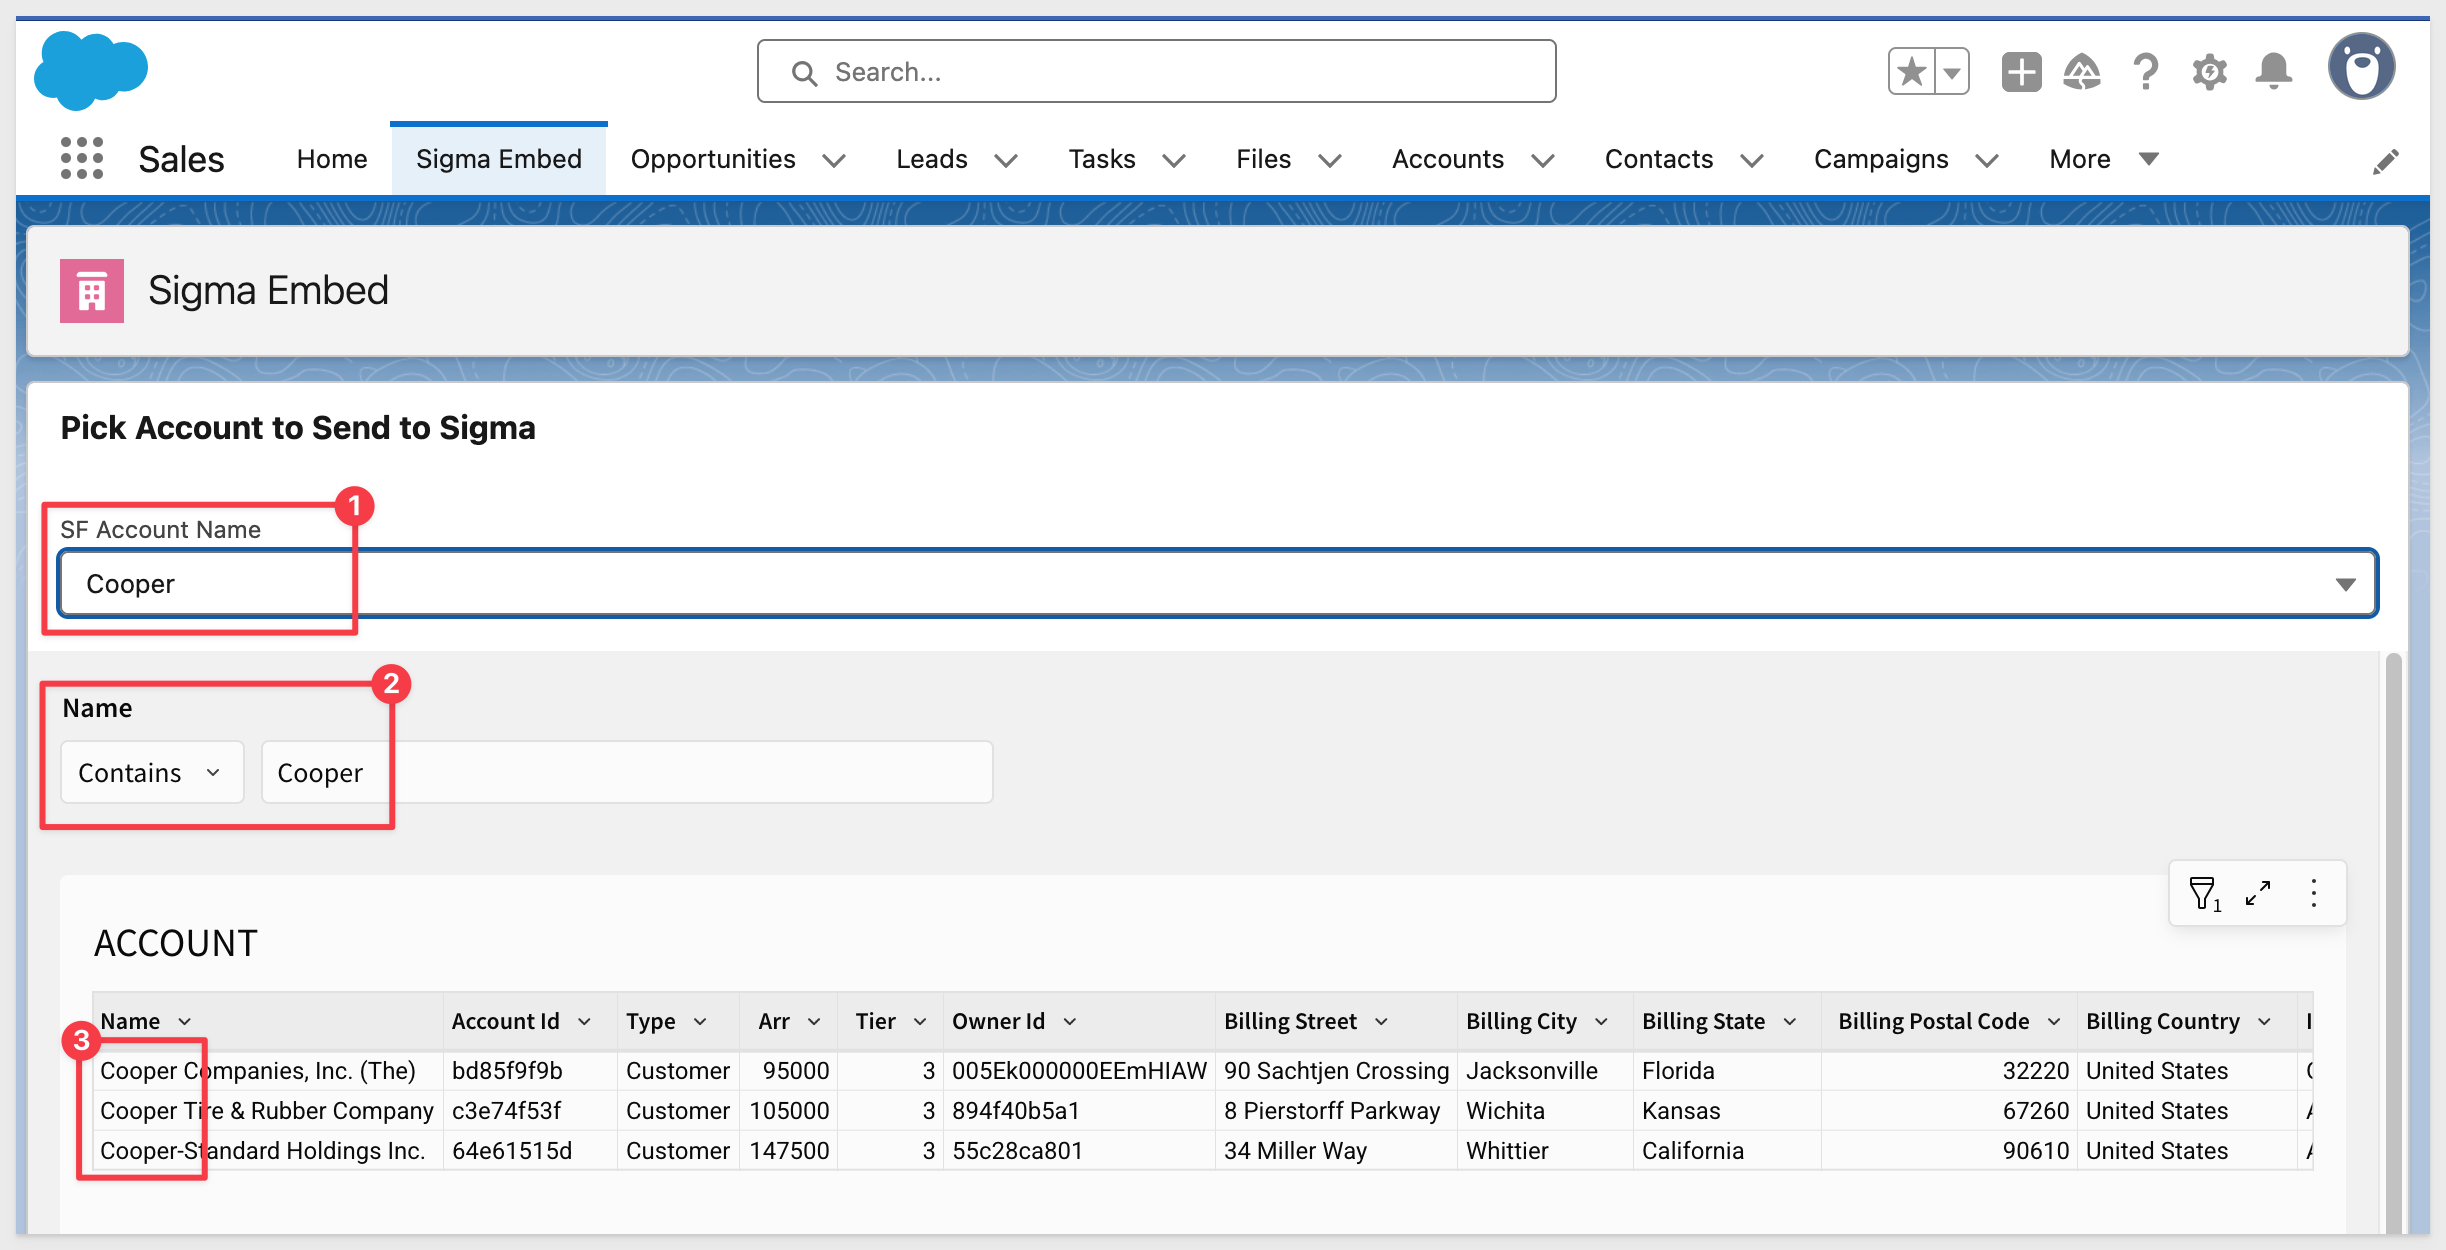 Search...
Sales Home Sigma Embed Opportunities Leads Tasks Files Accounts Contacts Campaigns More
Sigma Embed
Pick Account to Send to Sigma
1
SF Account Name
Cooper
2
Name
Contains Cooper
1
ACCOUNT
Name Account Id Type Arr Tier Owner Id Billing Street Billing City Billing State Billing Postal Code Billing Country
3
Cooper Companies, Inc. (The) bd85f9f9b Customer 95000 3 005Ek000000EEmHIAW 90 Sachtjen Crossing Jacksonville Florida 32220 United States
Cooper Tire & Rubber Company c3e74f53f Customer 105000 3 894f40b5a1 8 Pierstorff Parkway Wichita Kansas 67260 United States
Cooper-Standard Holdings Inc. 64e61515d Customer 147500 3 55c28ca801 34 Miller Way Whittier California 90610 United States